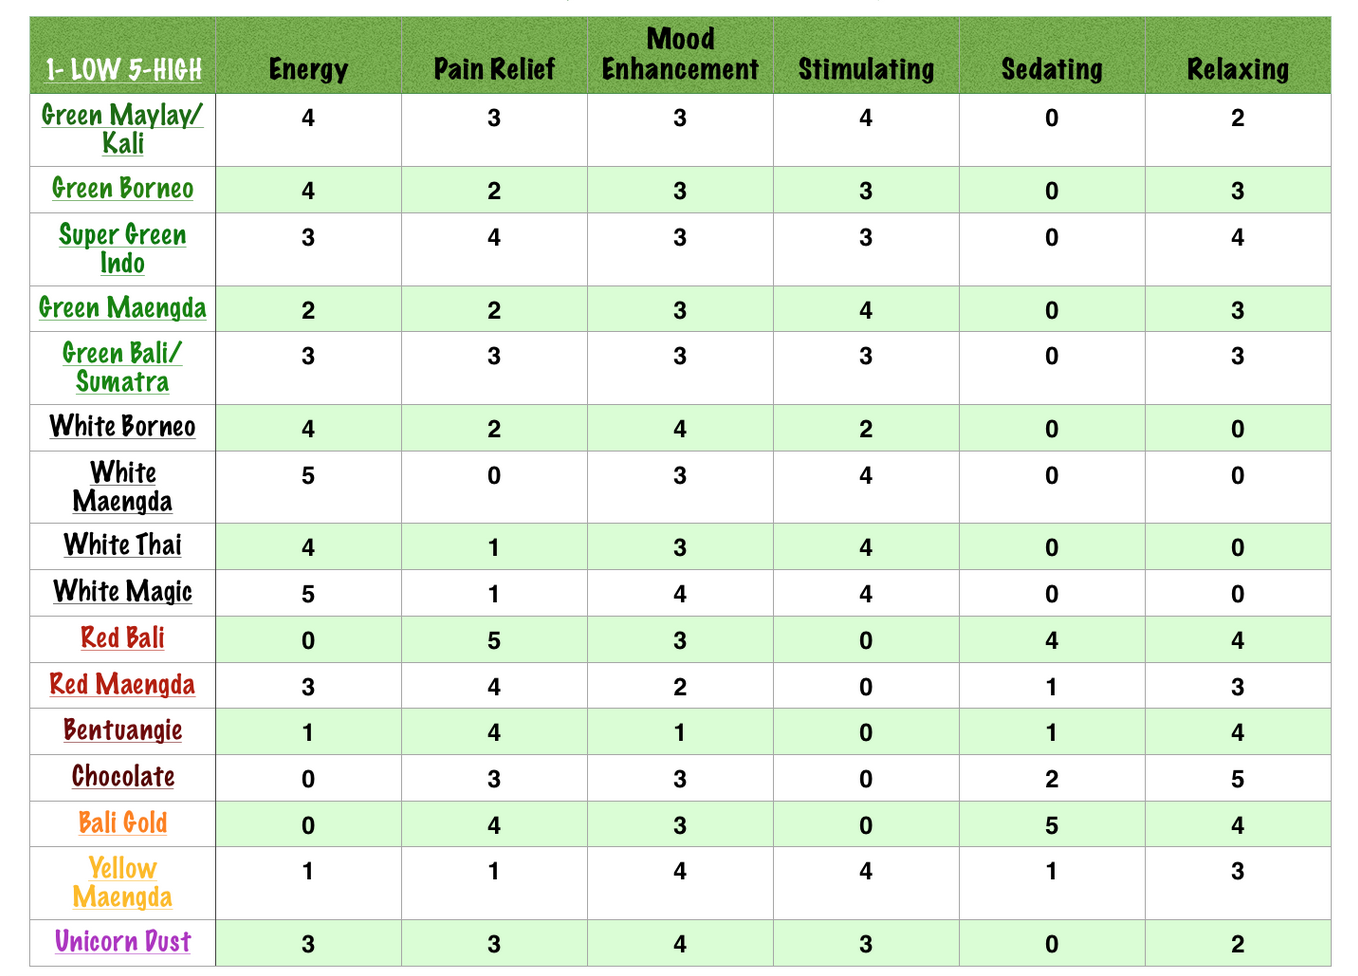 1- LOW 5-HIGH Energy Pain Relief Mood Enhancement Stimulating Sedating Relaxing
Green Maylay/ Kali 4 3 3 4 0 2
Green Borneo 4 2 3 3 0 3
Super Green Indo 3 4 3 3 0 4
Green Maengda 2 2 3 4 0 3
Green Bali/ Sumatra 3 3 3 3 0 3
White Borneo 4 2 4 2 0 0
White Maengda 5 0 3 4 0 0
White Thai 4 1 3 4 0 0
White Magic 5 1 4 4 0 0
Red Bali 0 5 3 0 4 4
Red Maengda 3 4 2 0 1 3
Bentuangie 1 4 1 0 1 4
Chocolate 0 3 3 0 2 5
Bali Gold 0 4 3 0 5 4
Yellow Maengda 1 1 4 4 1 3
Unicorn Dust 3 3 4 3 0 2